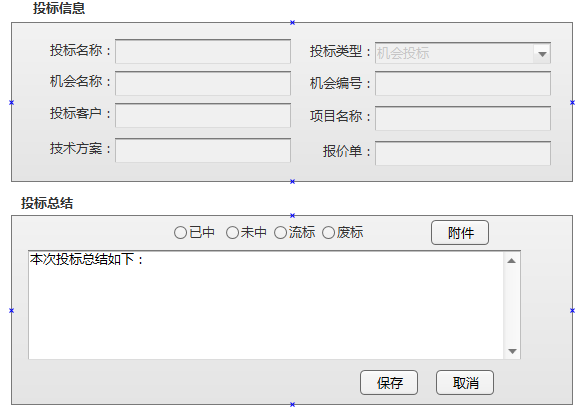 投标信息
投标名称： 投标类型： 机会投标
机会名称： 机会编号：
投标客户： 项目名称：
技术方案： 报价单：
投标总结
已中 未中 流标 废标 附件
本次投标总结如下：
保存 取消